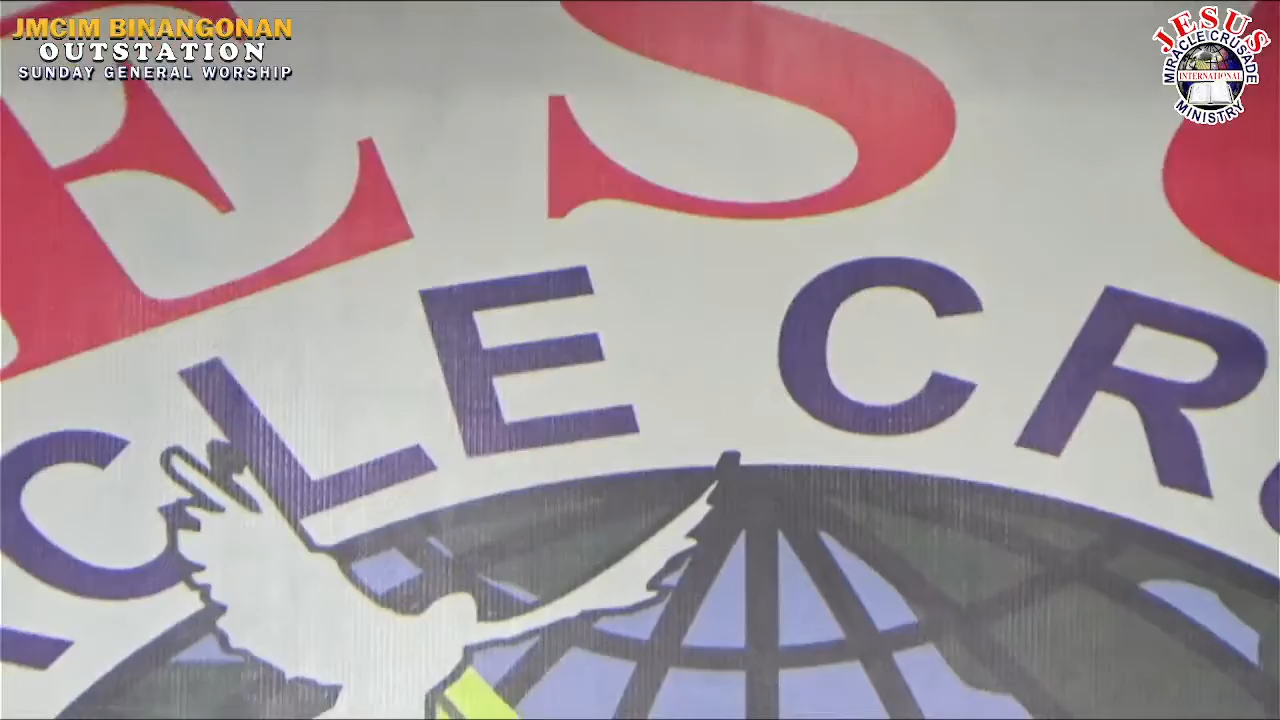 JMCIM BINANGONAN
OUTSTATION
SUNDAY GENERAL WORSHIP
JESUS
MIRACLE CRUSADE
INTERNATIONAL
MINISTRY
ES
CLE CR